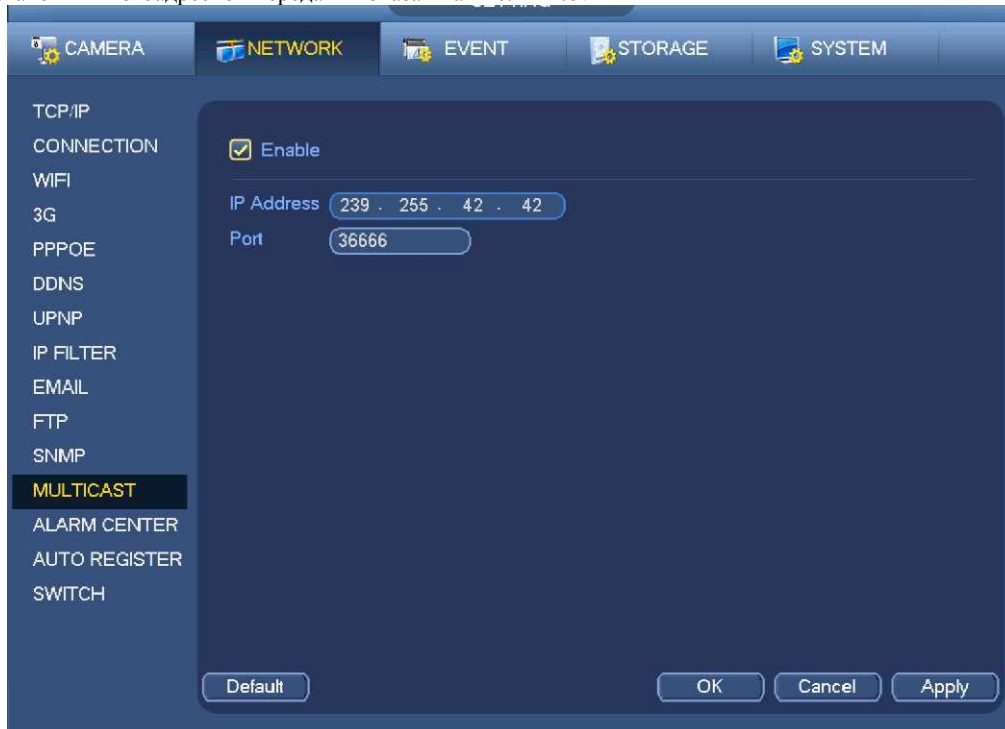 CAMERA NETWORK EVENT STORAGE SYSTEM
TCP/IP
CONNECTION
WIFI
3G
PPPOE
DDNS
UPNP
IP FILTER
EMAIL
FTP
SNMP
MULTICAST
ALARM CENTER
AUTO REGISTER
SWITCH
Enable
IP Address 239 . 255 . 42 . 42
Port 36666
Default OK Cancel Apply